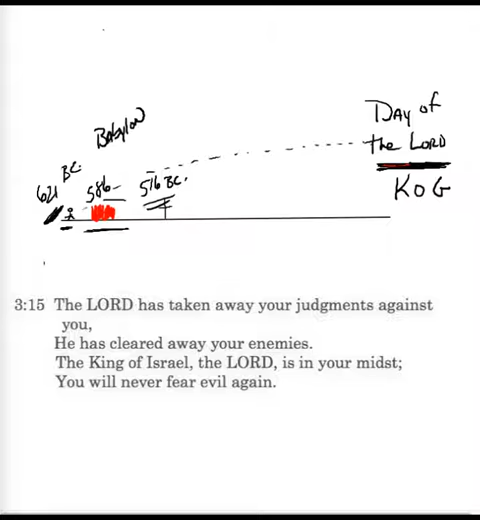 Babylon
Day of
the Lord
K o G
621 BC.
586-
516 BC.
3:15 The LORD has taken away your judgments against
you,
He has cleared away your enemies.
The King of Israel, the LORD, is in your midst;
You will never fear evil again.